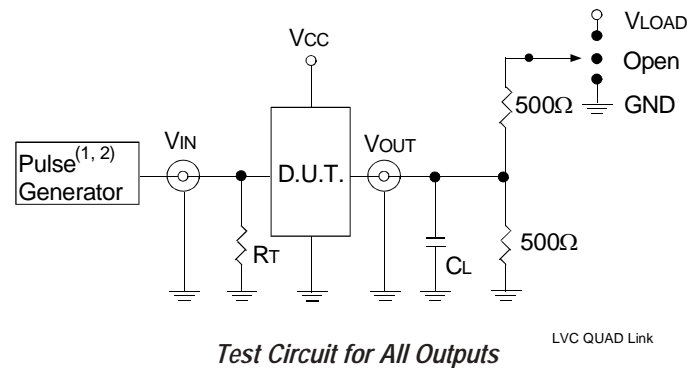 VLOAD
VCC
Open
500Ω
GND
VIN
VOUT
Pulse(1, 2)
Generator
D.U.T.
500Ω
RT
CL
LVC QUAD Link
Test Circuit for All Outputs